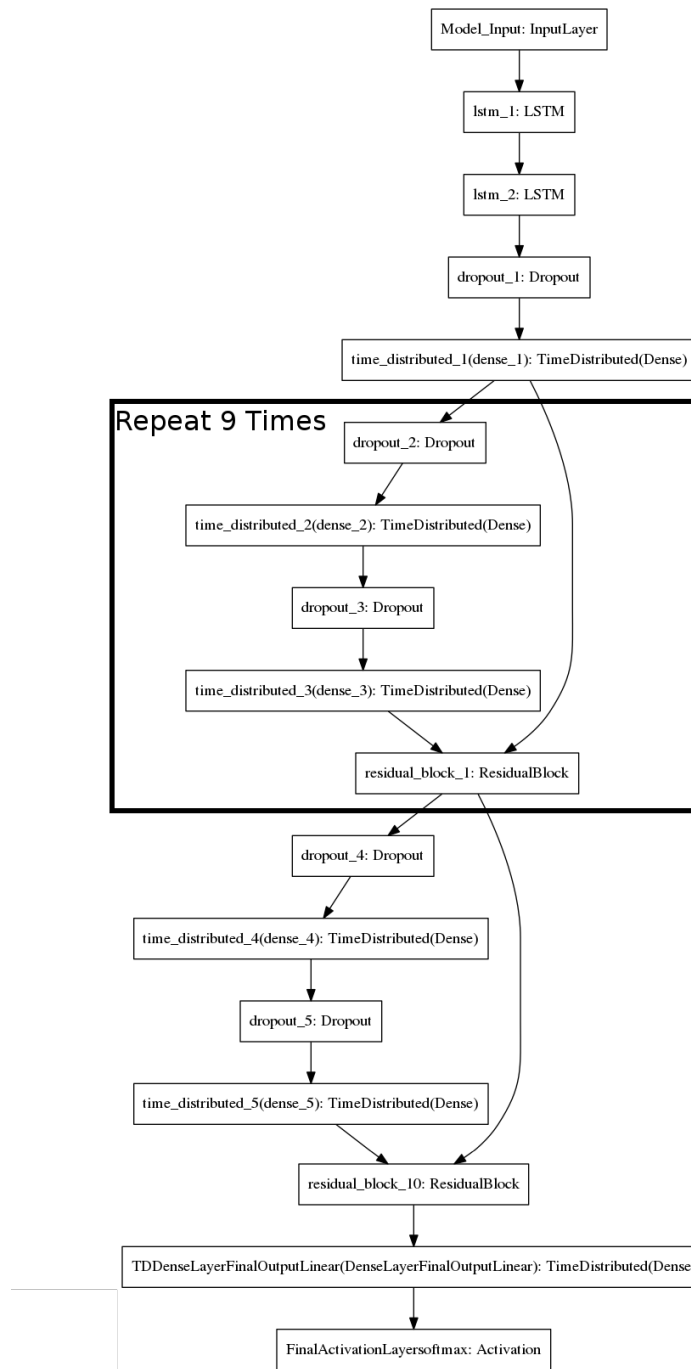 Model_Input: InputLayer
lstm_1: LSTM
lstm_2: LSTM
dropout_1: Dropout
time_distributed_1(dense_1): TimeDistributed(Dense)
Repeat 9 Times
dropout_2: Dropout
time_distributed_2(dense_2): TimeDistributed(Dense)
dropout_3: Dropout
time_distributed_3(dense_3): TimeDistributed(Dense)
residual_block_1: ResidualBlock
dropout_4: Dropout
time_distributed_4(dense_4): TimeDistributed(Dense)
dropout_5: Dropout
time_distributed_5(dense_5): TimeDistributed(Dense)
residual_block_10: ResidualBlock
TDDenseLayerFinalOutputLinear(DenseLayerFinalOutputLinear): TimeDistributed(Dense
FinalActivationLayersoftmax: Activation